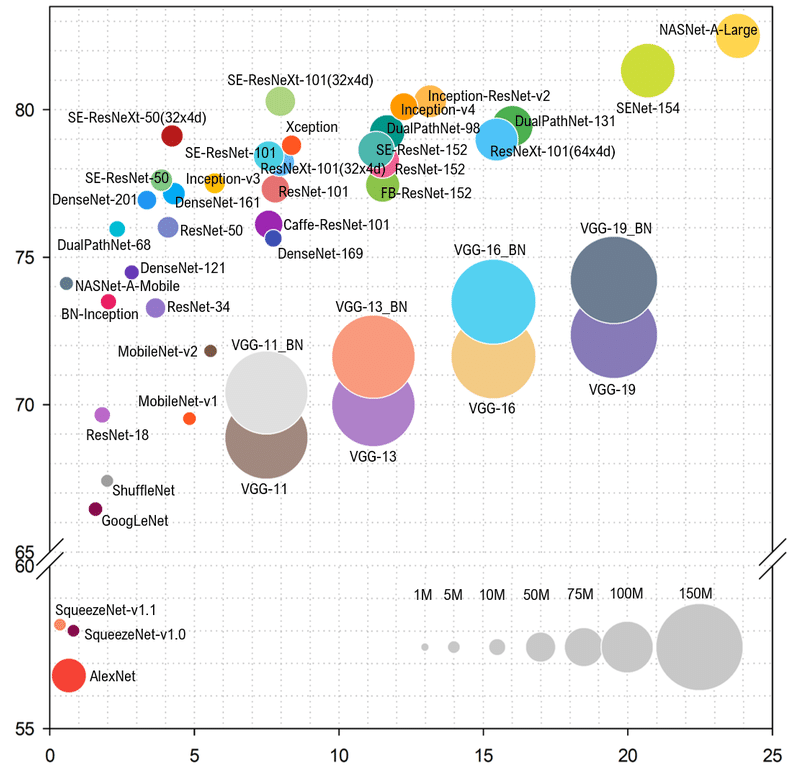 NASNet-A-Large
SE-ResNeXt-101(32x4d)
Inception-ResNet-v2
SENet-154
80
Inception-v4
SE-ResNeXt-50(32x4d)
DualPathNet-131
Xception
DualPathNet-98
SE-ResNet-101
SE-ResNet-152
ResNeXt-101(64x4d)
ResNeXt-101(32x4d)
ResNet-152
SE-ResNet-50
Inception-v3
ResNet-101
FB-ResNet-152
DenseNet-201
DenseNet-161
Caffe-ResNet-101
ResNet-50
DualPathNet-68
DenseNet-169
75
VGG-16_BN
VGG-19_BN
DenseNet-121
NASNet-A-Mobile
BN-Inception
ResNet-34
VGG-13_BN
MobileNet-v2
VGG-11_BN
VGG-19
MobileNet-v1
70
VGG-16
ResNet-18
VGG-13
ShuffleNet
VGG-11
GoogLeNet
65
60
1M 5M 10M 50M 75M 100M 150M
SqueezeNet-v1.1
SqueezeNet-v1.0
AlexNet
55
0 5 10 15 20 25